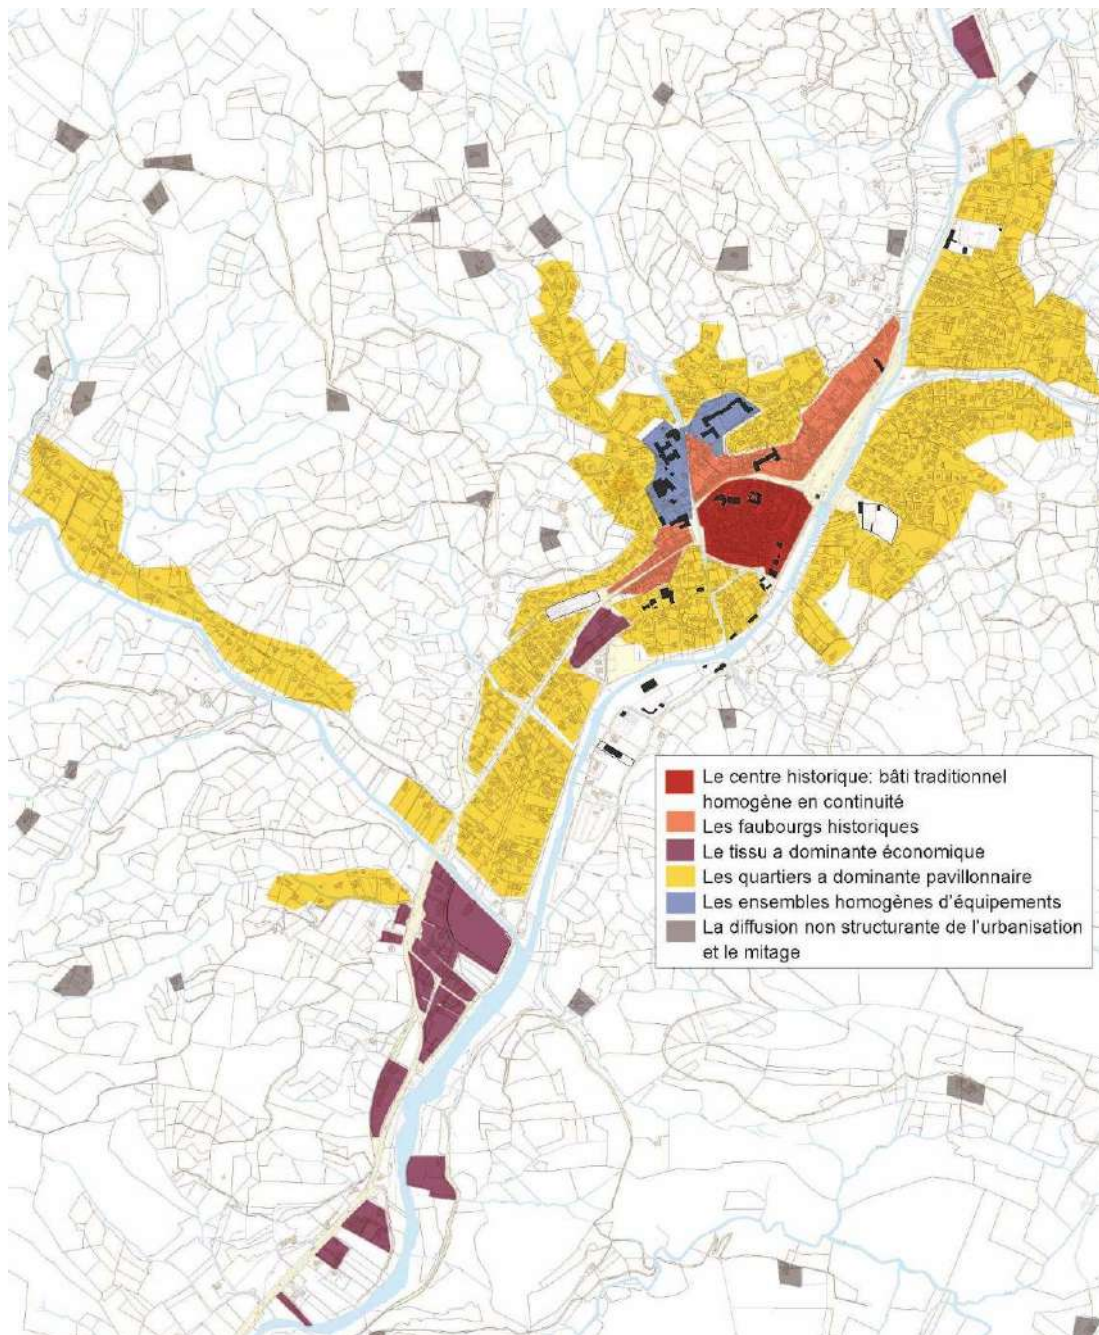 Le centre historique: bâti traditionnel
homogène en continuité
Les faubourgs historiques
Le tissu a dominante économique
Les quartiers a dominante pavillonnaire
Les ensembles homogènes d'équipements
La diffusion non structurante de l'urbanisation
et le mitage